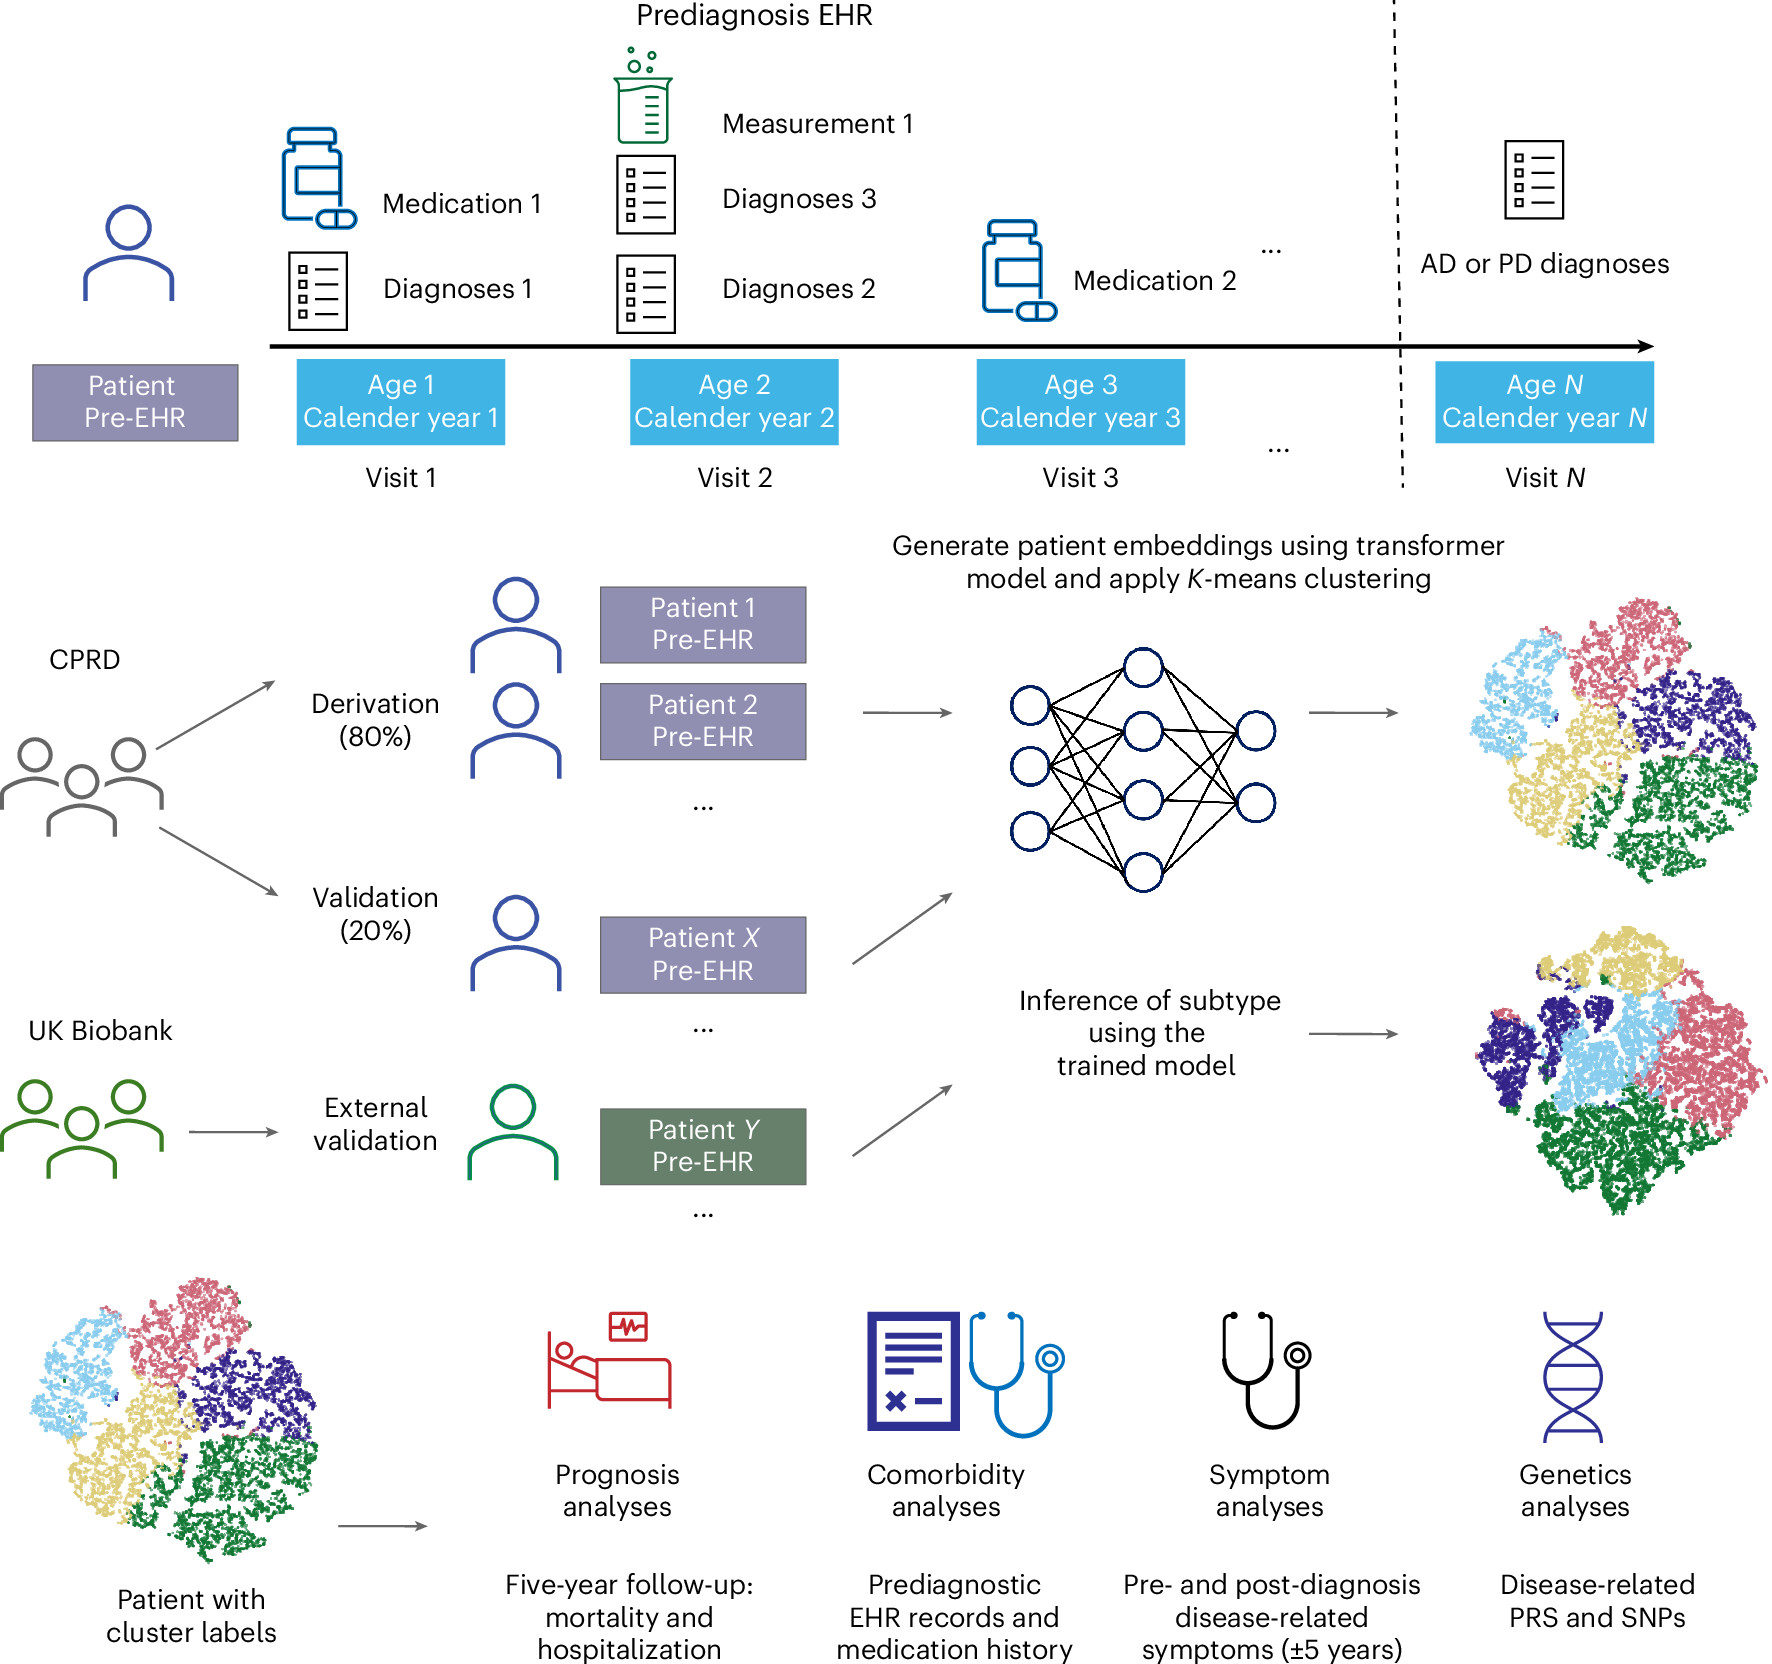 Prediagnosis EHR
Measurement 1
Medication 1
Diagnoses 3
Diagnoses 1
Diagnoses 2
Medication 2
...
AD or PD diagnoses
Patient
Pre-EHR
Age 1
Calender year 1
Age 2
Calender year 2
Age 3
Calender year 3
...
Age N
Calender year N
Visit 1
Visit 2
Visit 3
Visit N
Generate patient embeddings using transformer
model and apply K-means clustering
CPRD
Derivation
(80%)
Patient 1
Pre-EHR
Patient 2
Pre-EHR
...
Validation
(20%)
Patient X
Pre-EHR
...
UK Biobank
External
validation
Patient Y
Pre-EHR
...
Inference of subtype
using the
trained model
Patient with
cluster labels
Prognosis
analyses
Five-year follow-up:
mortality and
hospitalization
Comorbidity
analyses
Prediagnostic
EHR records and
medication history
Symptom
analyses
Pre- and post-diagnosis
disease-related
symptoms (±5 years)
Genetics
analyses
Disease-related
PRS and SNPs